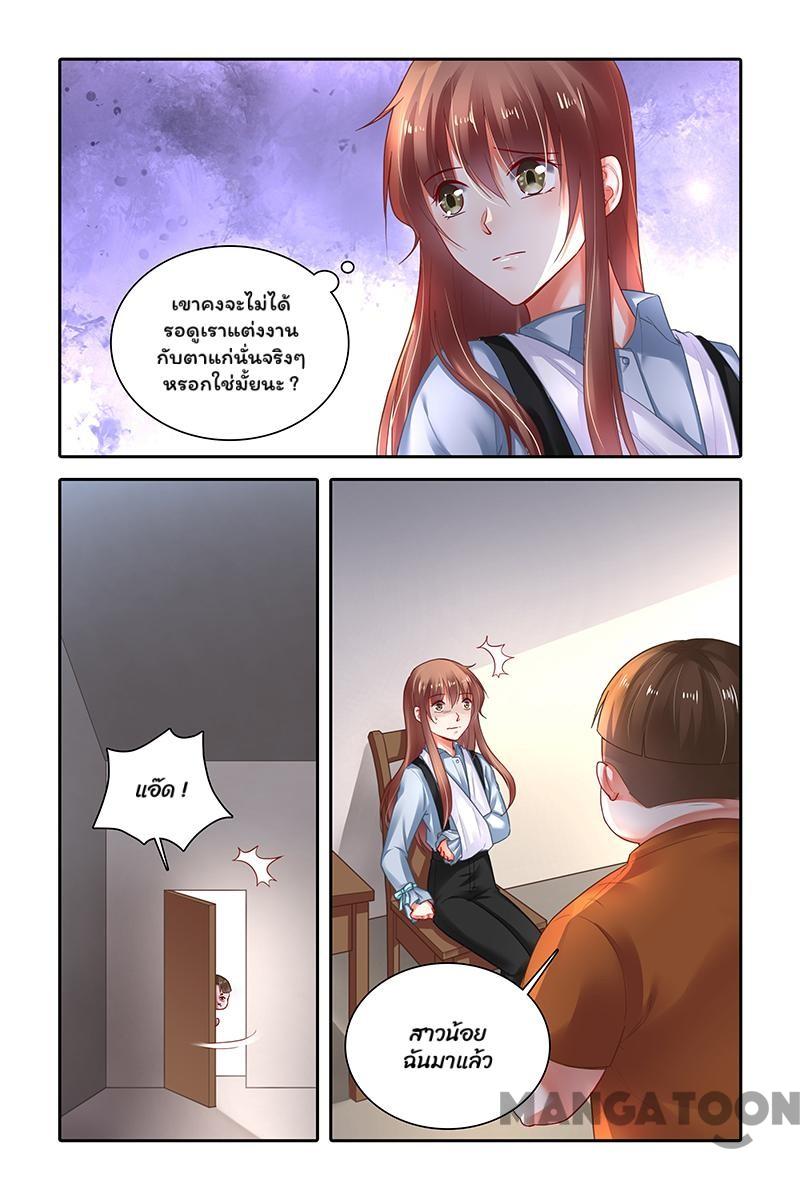 เขาคงจะไม่ได้
รอดูเราแต่งงาน
กับตาแก่นั่นจริงๆ
หรอกใช่มั้ยนะ ?
แอ๊ด !
สาวน้อย
ฉันมาแล้ว
MANGATOON